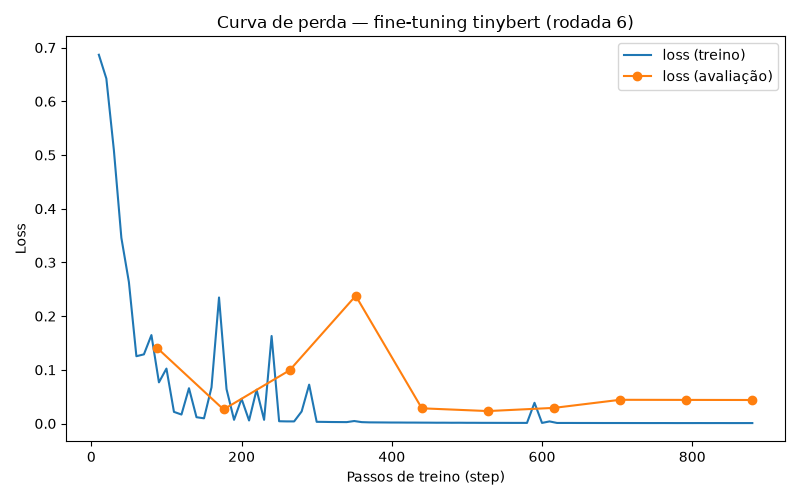 Curva de perda — fine-tuning tinybert (rodada 6)
loss (treino)
loss (avaliação)
Loss
0.7
0.6
0.5
0.4
0.3
0.2
0.1
0.0
0
200
400
600
800
Passos de treino (step)